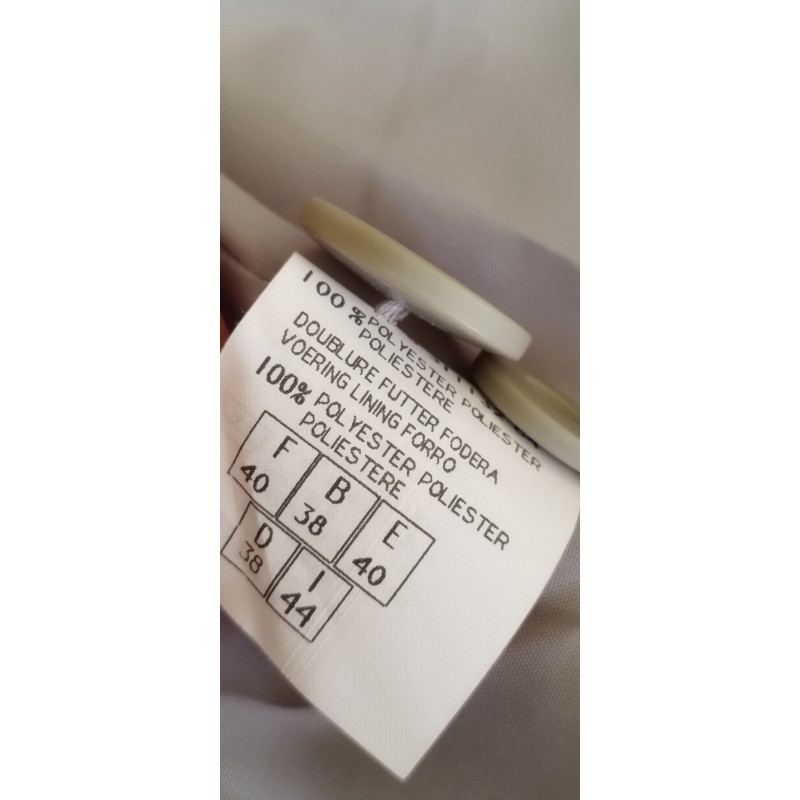 100% POLYESTER POLIESTER
POLIESTERE
DOUBLURE FUTTER FODERA
VOERING LINING FORRO
100% POLYESTER POLIESTER
POLIESTERE
F B E
40 38 40
D I
38 44